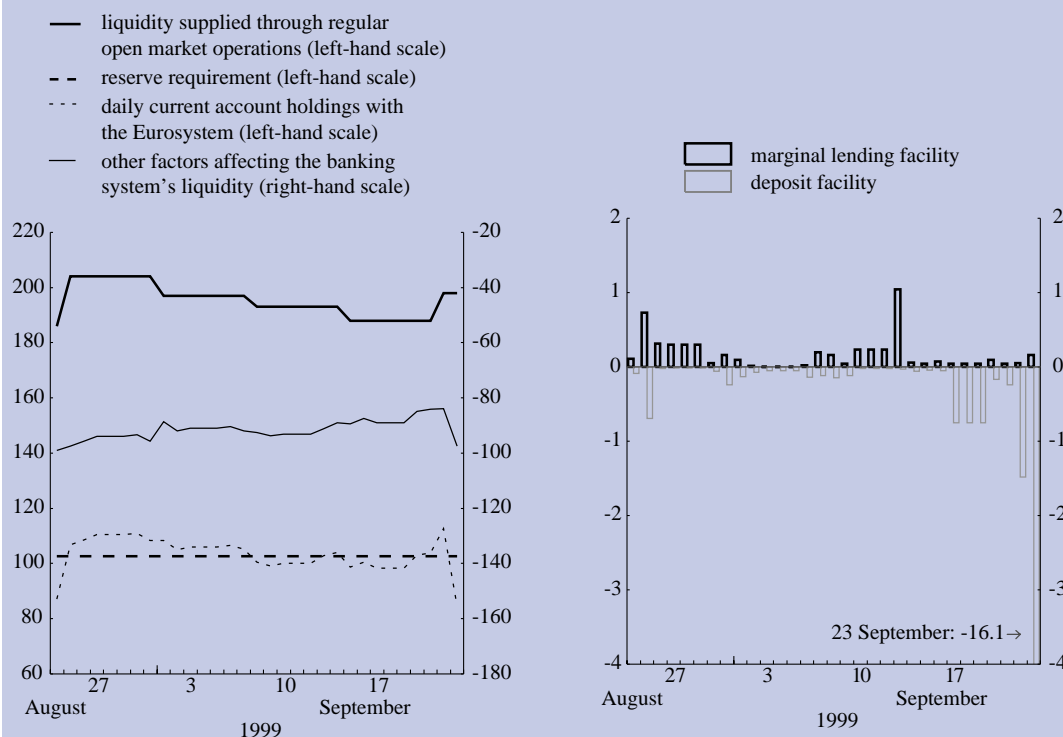 liquidity supplied through regular
open market operations (left-hand scale)
reserve requirement (left-hand scale)
daily current account holdings with
the Eurosystem (left-hand scale)
other factors affecting the banking
system's liquidity (right-hand scale)
220
200
180
160
140
120
100
80
60
-20
-40
-60
-80
-100
-120
-140
-160
-180
27 3 10 17
August September
1999
marginal lending facility
deposit facility
2
1
0
-1
-2
-3
-4
2
1
0
-1
-2
-3
-4
23 September: -16.1→
27 3 10 17
August September
1999